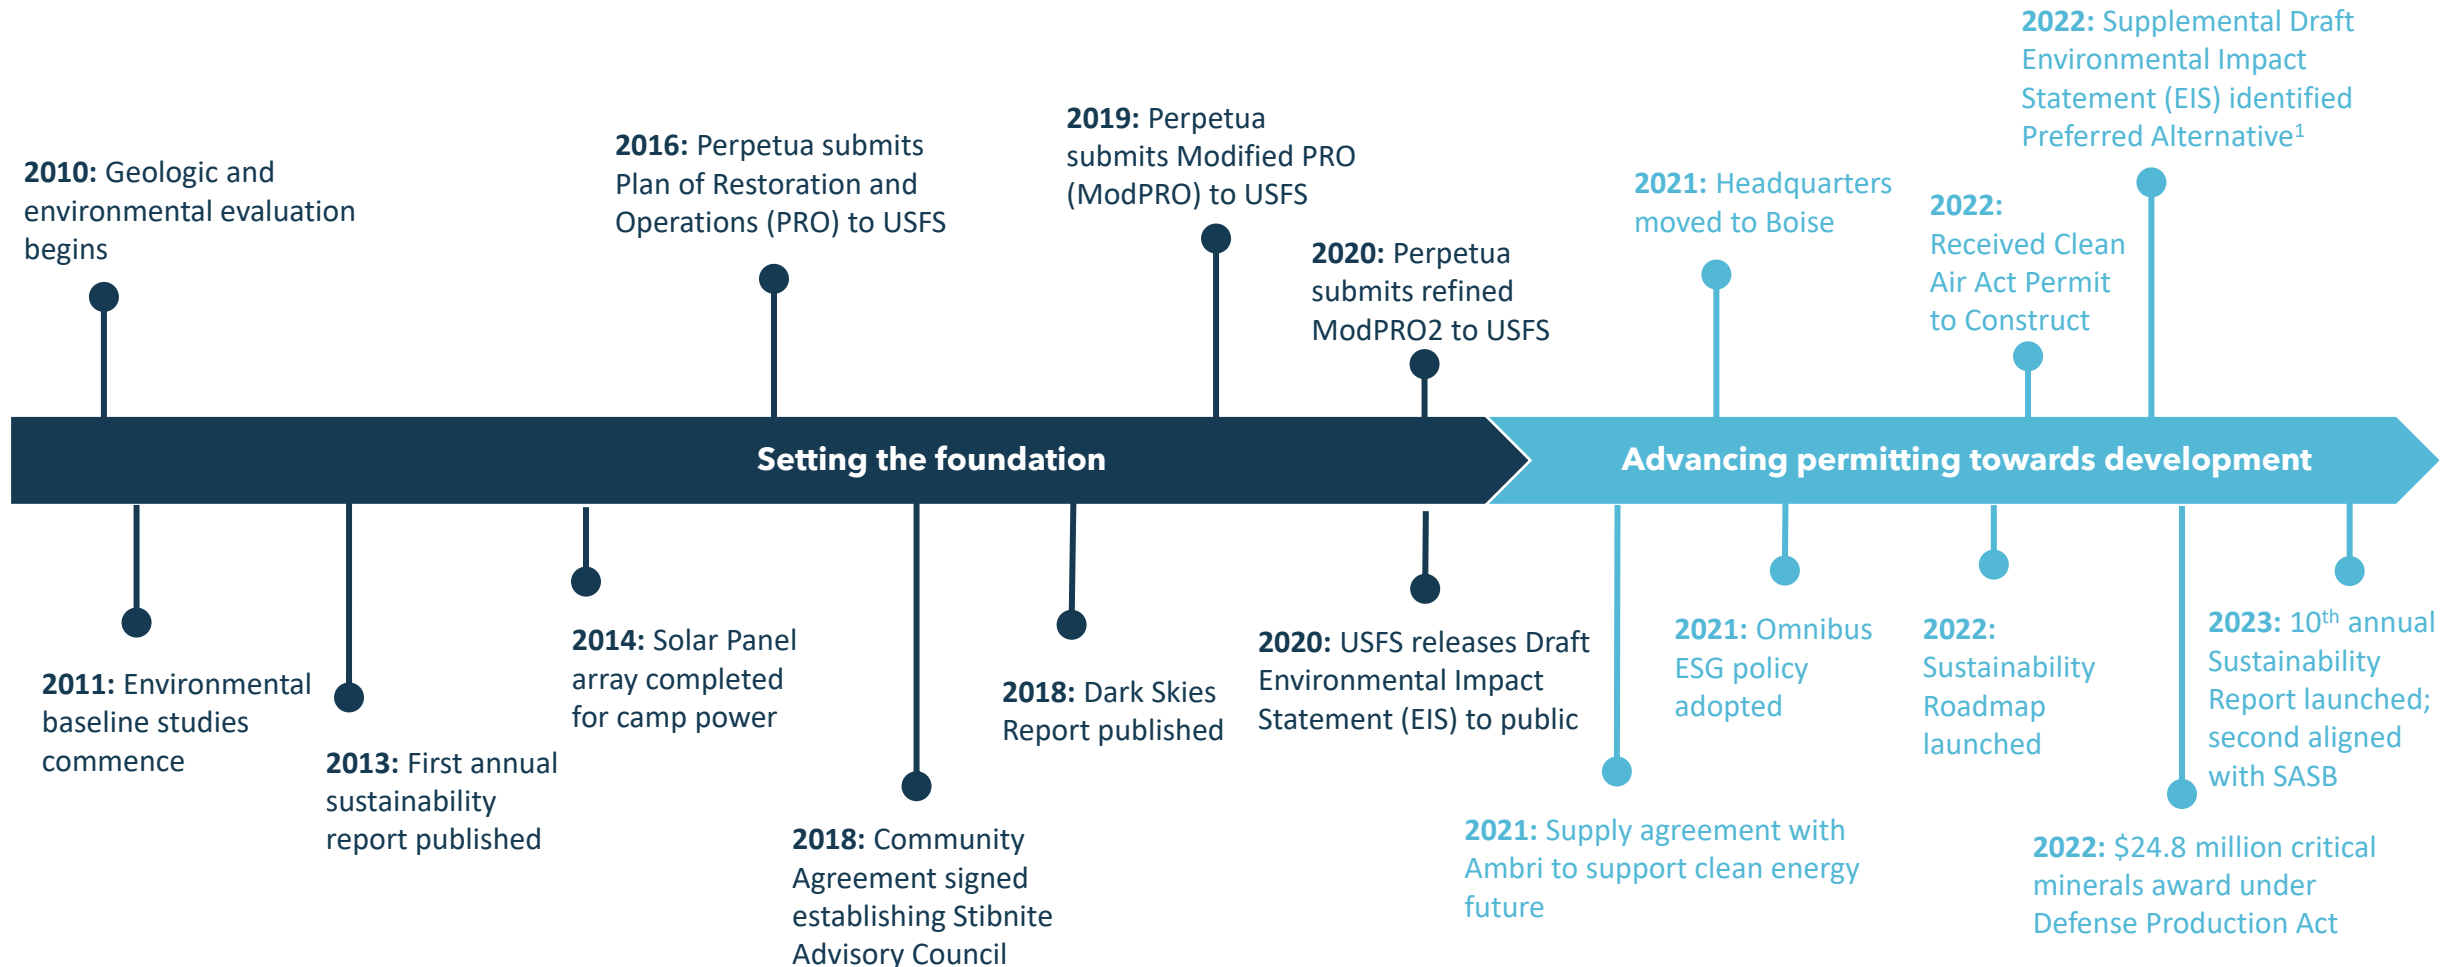 2010: Geologic and
environmental evaluation
begins
2016: Perpetua submits
Plan of Restoration and
Operations (PRO) to USFS
2019: Perpetua
submits Modified PRO
(ModPRO) to USFS
2020: Perpetua
submits refined
ModPRO2 to USFS
2021: Headquarters
moved to Boise
2022:
Received Clean
Air Act Permit
to Construct
2022: Supplemental Draft
Environmental Impact
Statement (EIS) identified
Preferred Alternative¹
Setting the foundation
Advancing permitting towards development
2011: Environmental
baseline studies
commence
2013: First annual
sustainability
report published
2014: Solar Panel
array completed
for camp power
2018: Community
Agreement signed
establishing Stibnite
Advisory Council
2018: Dark Skies
Report published
2020: USFS releases Draft
Environmental Impact
Statement (EIS) to public
2021: Supply agreement with
Ambri to support clean energy
future
2021: Omnibus
ESG policy
adopted
2022:
Sustainability
Roadmap
launched
2022: $24.8 million critical
minerals award under
Defense Production Act
2023: 10th annual
Sustainability
Report launched;
second aligned
with SASB